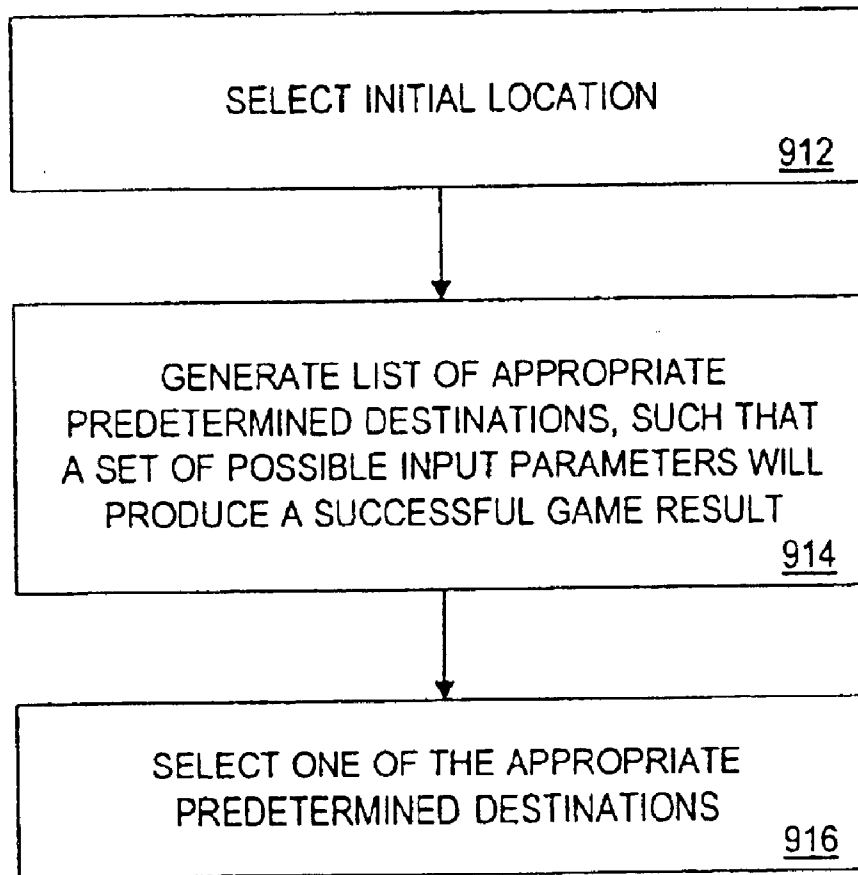 SELECT INITIAL LOCATION
912
GENERATE LIST OF APPROPRIATE
PREDETERMINED DESTINATIONS, SUCH THAT
A SET OF POSSIBLE INPUT PARAMETERS WILL
PRODUCE A SUCCESSFUL GAME RESULT
914
SELECT ONE OF THE APPROPRIATE
PREDETERMINED DESTINATIONS
916